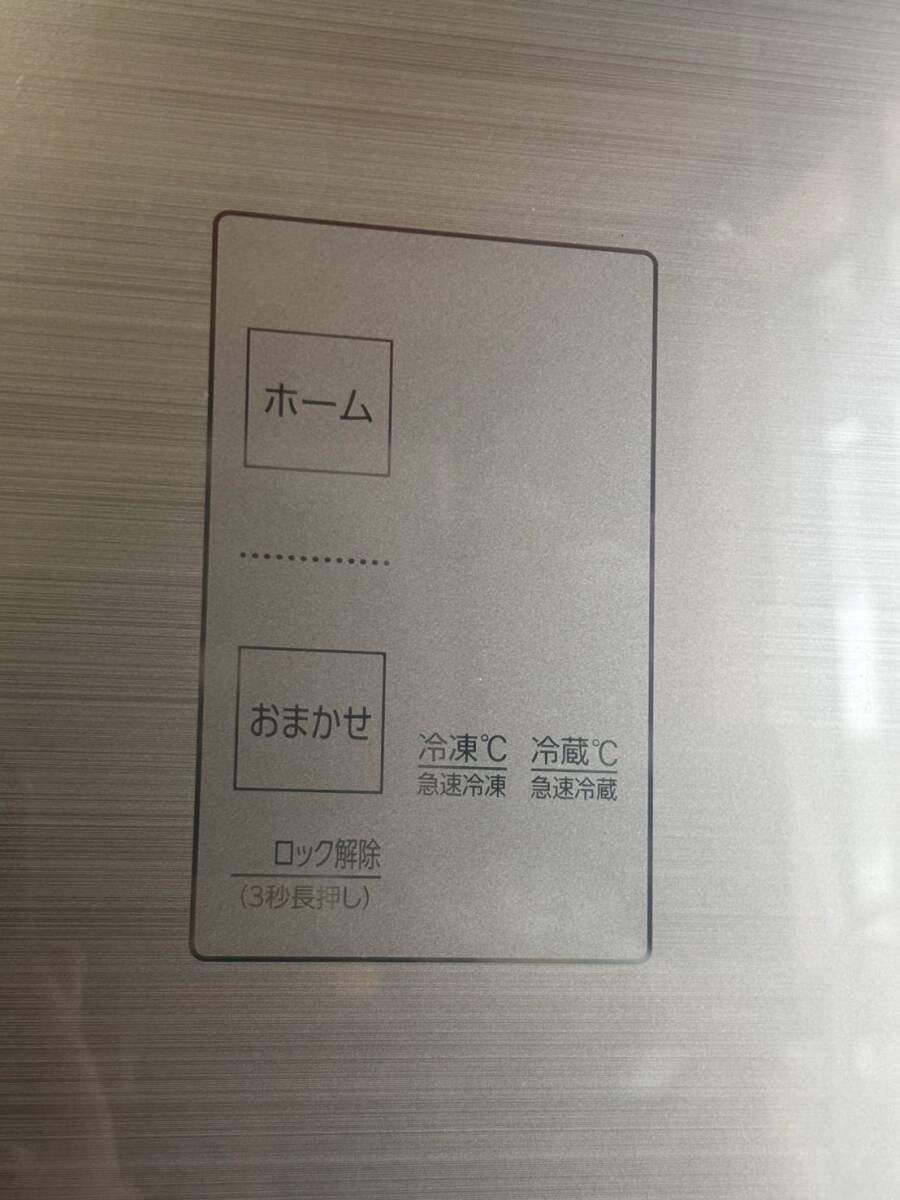 ホーム
おまかせ
冷凍℃ 冷蔵℃
急速冷凍 急速冷蔵
ロック解除
(3秒長押し)